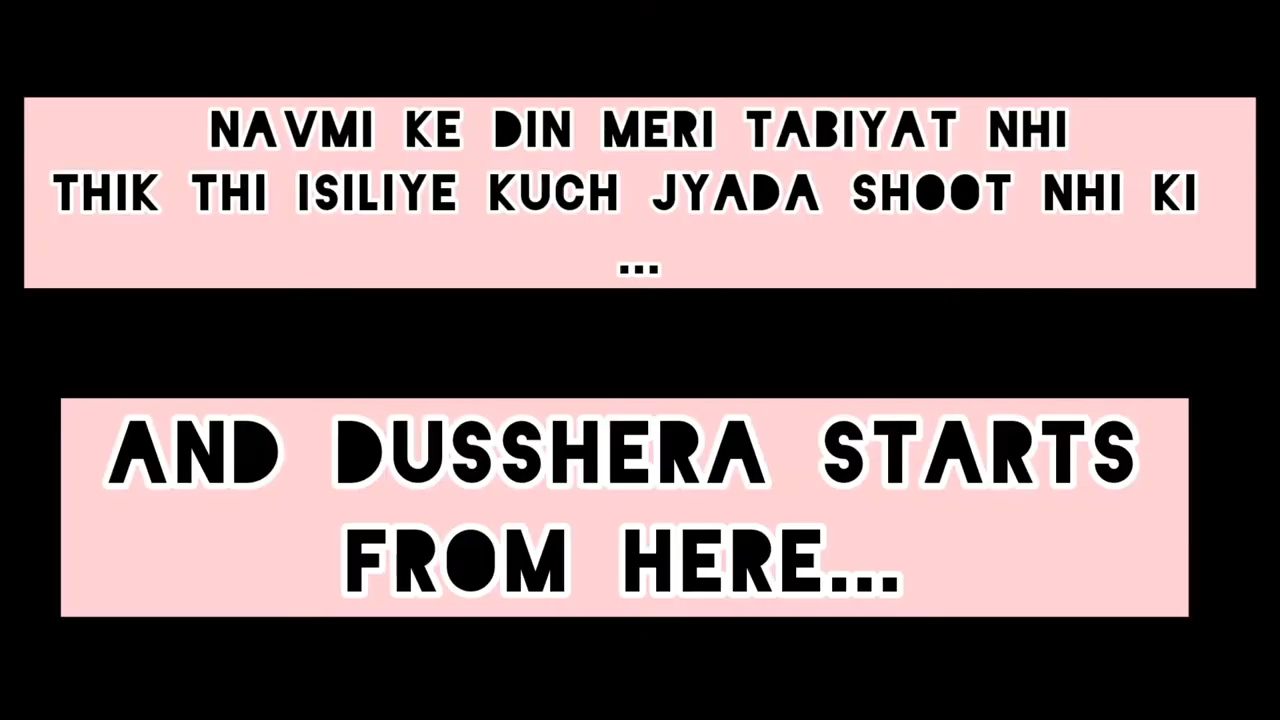 NAVMI KE DIN MERI TABIYAT NHI
THIK THI ISILIYE KUCH JYADA SHOOT NHI KI
...
AND DUSSHERA STARTS
FROM HERE...